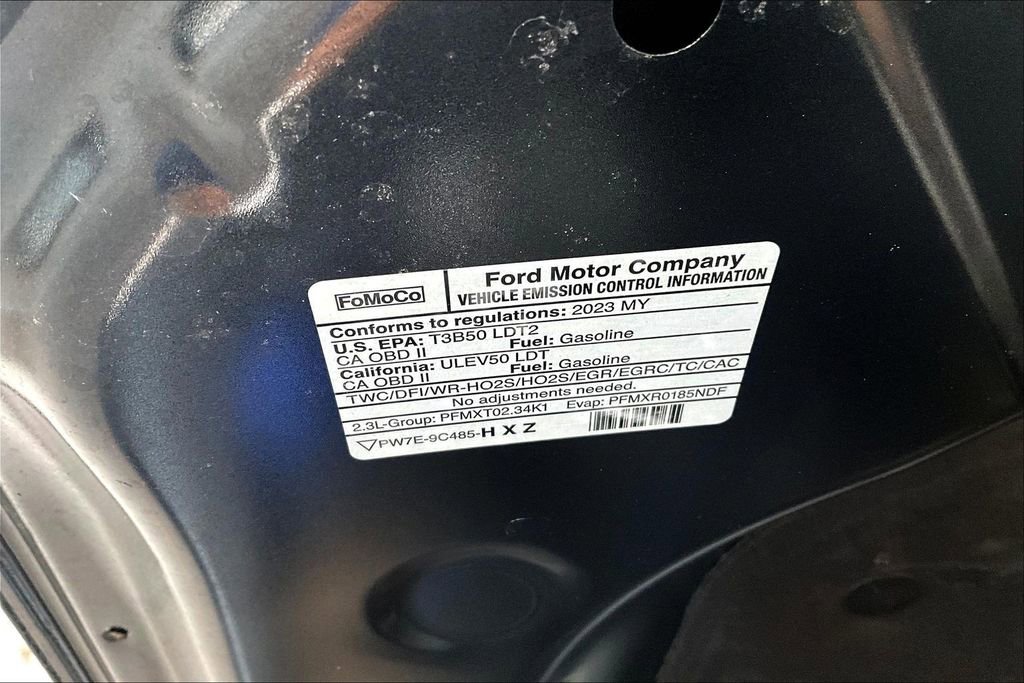 FoMoCo
Ford Motor Company
VEHICLE EMISSION CONTROL INFORMATION
Conforms to regulations: 2023 MY
U.S. EPA: T3B50 LDT2
CA OBD II Fuel: Gasoline
California: ULEV50 LDT
CA OBD II Fuel: Gasoline
TWC/DFI/WR-HO2S/HO2S/EGR/EGRC/TC/CAC
No adjustments needed.
2.3L-Group: PFMXT02.34K1 Evap: PFMXR0185NDF
PW7E-9C485-H X Z